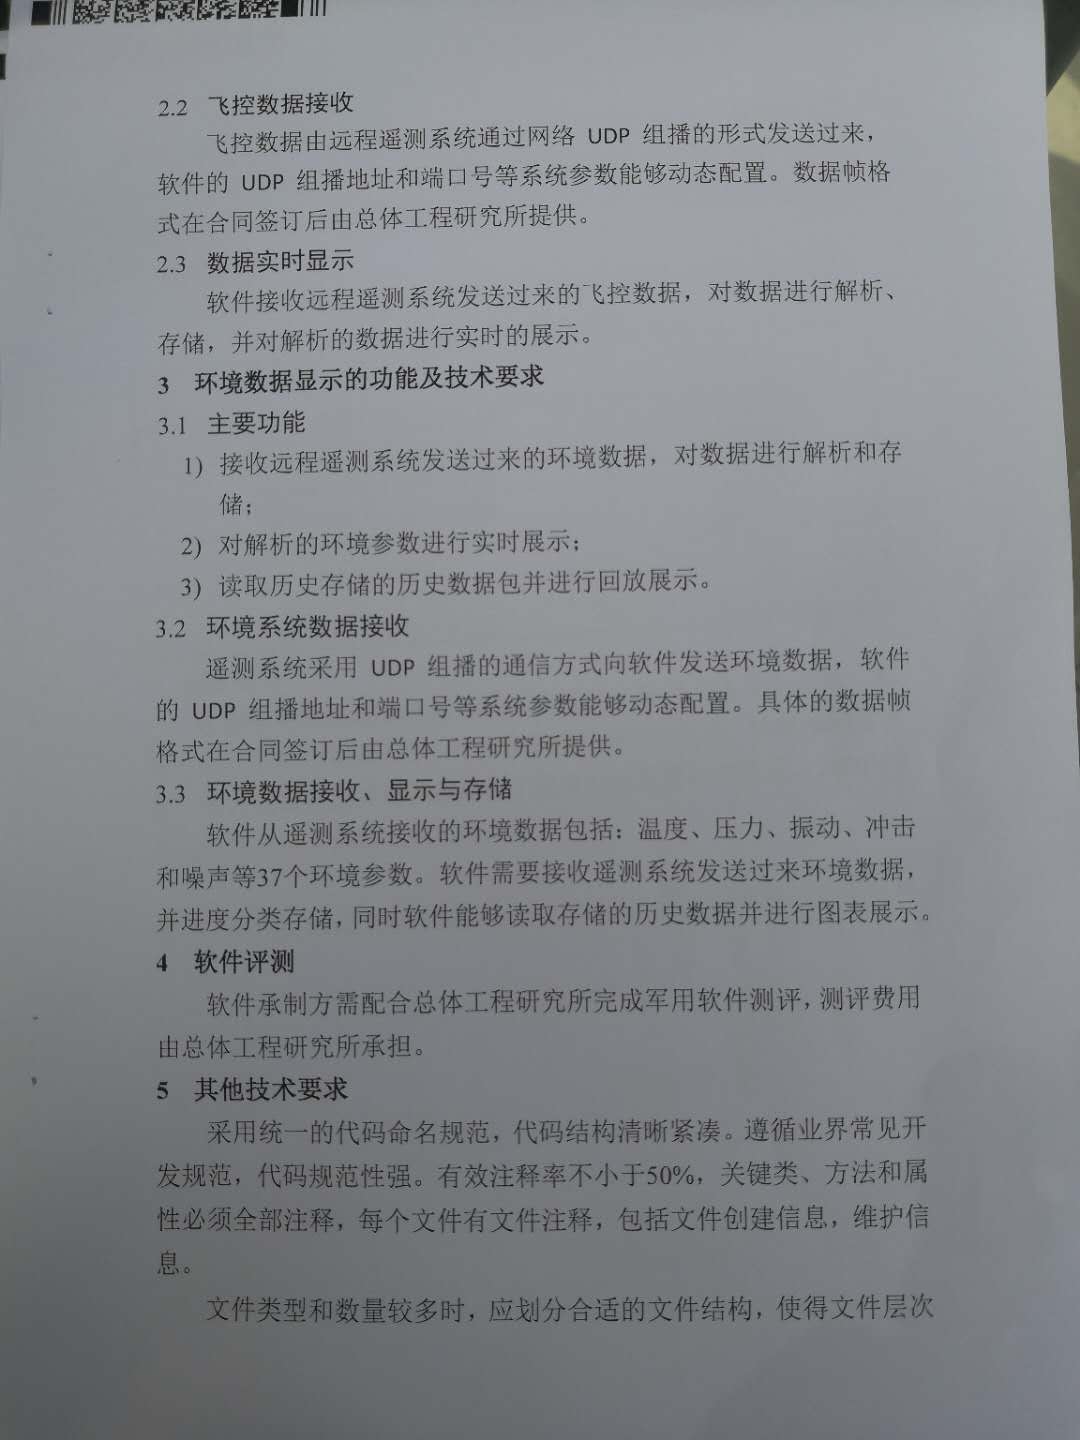 2.2 飞控数据接收
飞控数据由远程遥测系统通过网络 UDP 组播的形式发送过来，
软件的 UDP 组播地址和端口号等系统参数能够动态配置。数据帧格
式在合同签订后由总体工程研究所提供。
2.3 数据实时显示
软件接收远程遥测系统发送过来的飞控数据，对数据进行解析、
存储，并对解析的数据进行实时的展示。
3 环境数据显示的功能及技术要求
3.1 主要功能
1) 接收远程遥测系统发送过来的环境数据，对数据进行解析和存
储；
2) 对解析的环境参数进行实时展示；
3) 读取历史存储的历史数据包并进行回放展示。
3.2 环境系统数据接收
遥测系统采用 UDP 组播的通信方式向软件发送环境数据，软件
的 UDP 组播地址和端口号等系统参数能够动态配置。具体的数据帧
格式在合同签订后由总体工程研究所提供。
3.3 环境数据接收、显示与存储
软件从遥测系统接收的环境数据包括：温度、压力、振动、冲击
和噪声等37个环境参数。软件需要接收遥测系统发送过来环境数据，
并进度分类存储，同时软件能够读取存储的历史数据并进行图表展示。
4 软件评测
软件承制方需配合总体工程研究所完成军用软件测评，测评费用
由总体工程研究所承担。
5 其他技术要求
采用统一的代码命名规范，代码结构清晰紧凑。遵循业界常见开
发规范，代码规范性强。有效注释率不小于50%，关键类、方法和属
性必须全部注释，每个文件有文件注释，包括文件创建信息，维护信
息。
文件类型和数量较多时，应划分合适的文件结构，使得文件层次